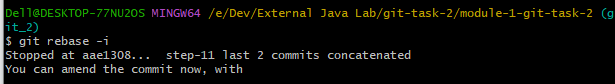 Dell@DESKTOP-77NU2OS MINGW64 /e/Dev/External Java Lab/git-task-2/module-1-git-task-2 (g
it_2)
$ git rebase -i
Stopped at aae1308... step-11 last 2 commits concatenated
You can amend the commit now, with